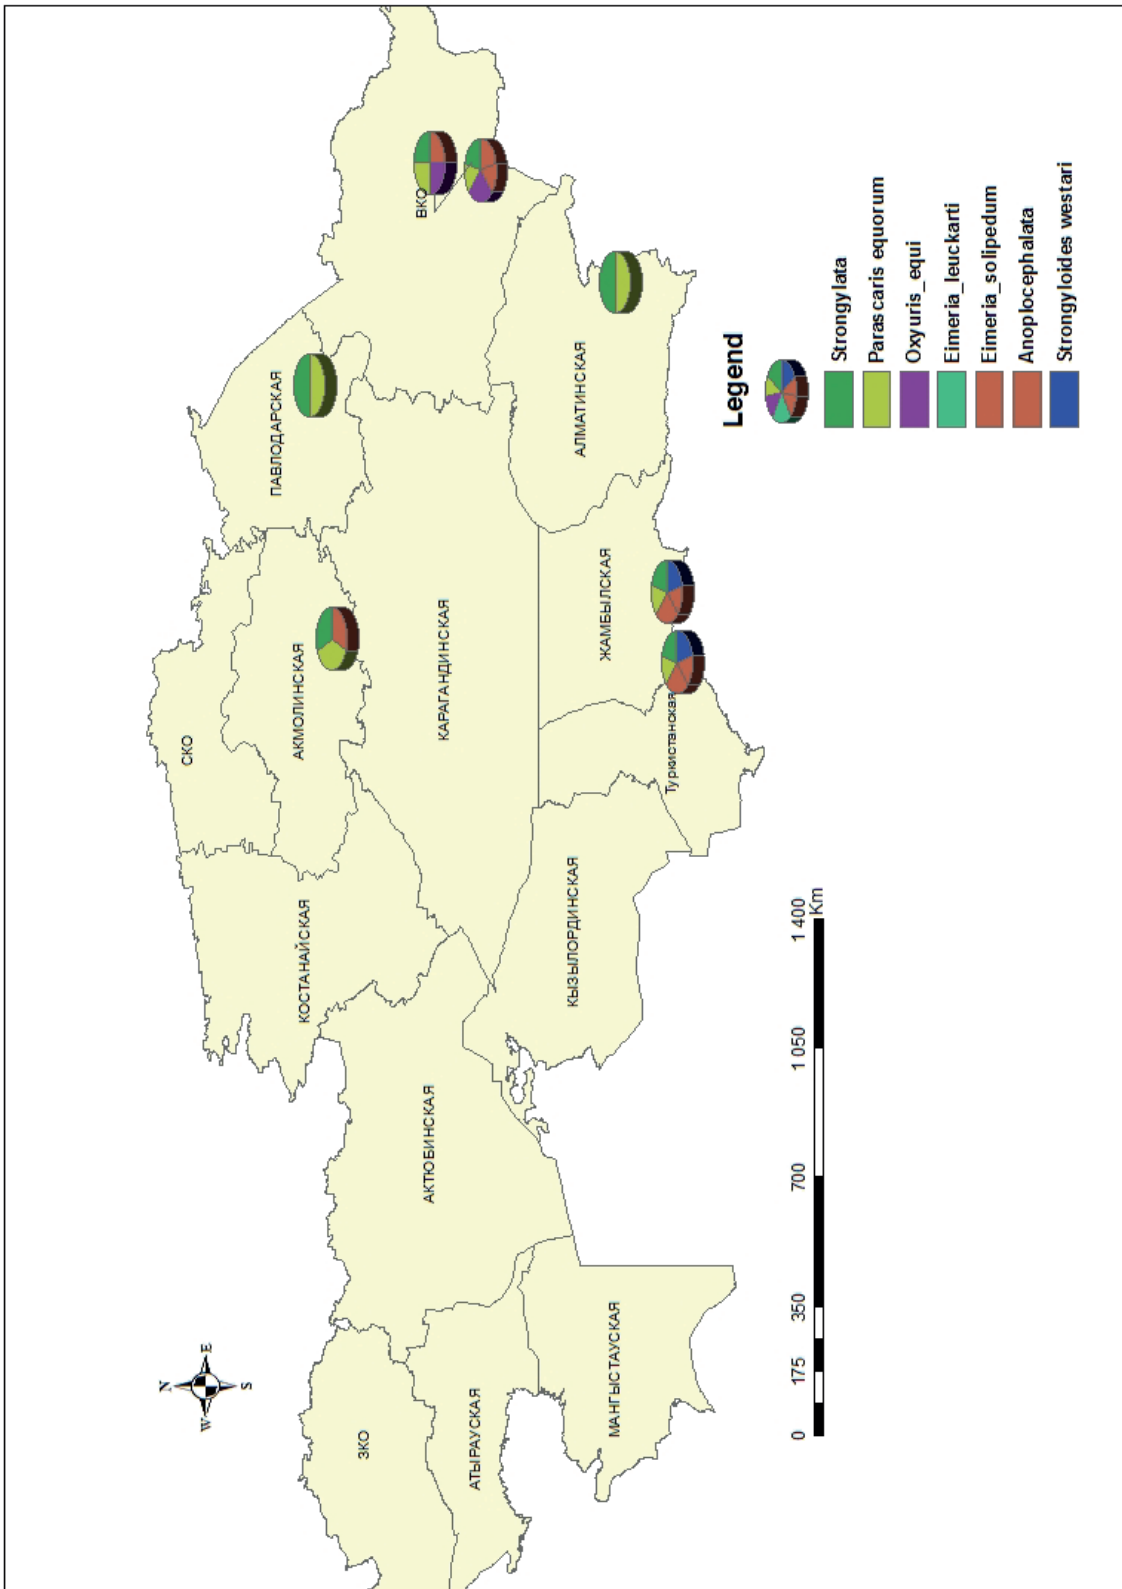 N
W
E
S
СКО
ПАВЛОДАРСКАЯ
АКМОЛИНСКАЯ
КОСТАНАЙСКАЯ
ЗКО
ВКО
АКТЮБИНСКАЯ
КАРАГАНДИНСКАЯ
АТЫРАУСКАЯ
АЛМАТИНСКАЯ
КЫЗЫЛОРДИНСКАЯ
ЖАМБЫЛСКАЯ
МАНГЫСТАУСКАЯ
Туркистанская
Legend
Strongylata
Parascaris equorum
Oxyuris_equi
Eimeria_leuckarti
Eimeria_solipedum
Anoplocephalata
Strongyloides westari
0 175 350 700 1 050 1 400
Km